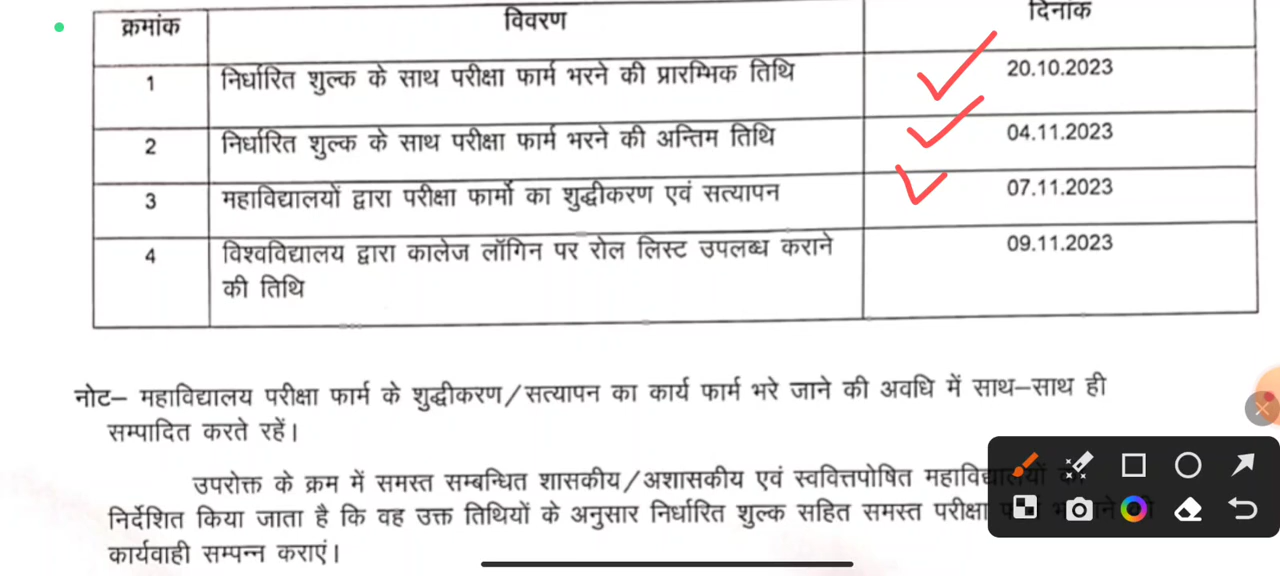 क्रमांक विवरण दिनांक
1 निर्धारित शुल्क के साथ परीक्षा फार्म भरने की प्रारम्भिक तिथि 20.10.2023
2 निर्धारित शुल्क के साथ परीक्षा फार्म भरने की अन्तिम तिथि 04.11.2023
3 महाविद्यालयों द्वारा परीक्षा फार्मो का शुद्धीकरण एवं सत्यापन 07.11.2023
4 विश्वविद्यालय द्वारा कालेज लॉगिन पर रोल लिस्ट उपलब्ध कराने 09.11.2023
की तिथि
नोट– महाविद्यालय परीक्षा फार्म के शुद्धीकरण/सत्यापन का कार्य फार्म भरे जाने की अवधि में साथ–साथ ही
सम्पादित करते रहें।
उपरोक्त के क्रम में समस्त सम्बन्धित शासकीय/अशासकीय एवं स्ववित्तपोषित महाविद्यालयों
निर्देशित किया जाता है कि वह उक्त तिथियों के अनुसार निर्धारित शुल्क सहित समस्त परीक्षा
कार्यवाही सम्पन्न कराएं।